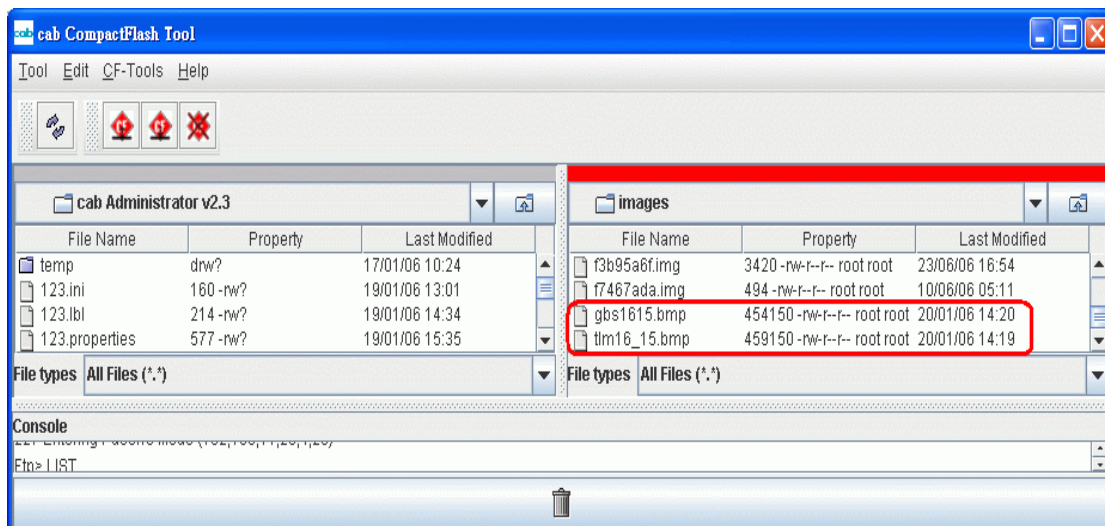 cab cab CompactFlash Tool
Tool Edit CF-Tools Help
CF CF CF
cab Administrator v2.3
images
File Name Property Last Modified
File Name Property Last Modified
temp drw? 17/01/06 10:24
f3b95a6f.img 3420 -rw-r--r-- root root 23/06/06 16:54
123.ini 160 -rw? 19/01/06 13:01
f7467ada.img 494 -rw-r--r-- root root 10/06/06 05:11
123.lbl 214 -rw? 19/01/06 14:34
gbs1615.bmp 454150 -rw-r--r-- root root 20/01/06 14:20
123.properties 577 -rw? 19/01/06 15:35
tlm16_15.bmp 459150 -rw-r--r-- root root 20/01/06 14:19
File types All Files (*.*)
File types All Files (*.*)
Console
Ftp> LIST